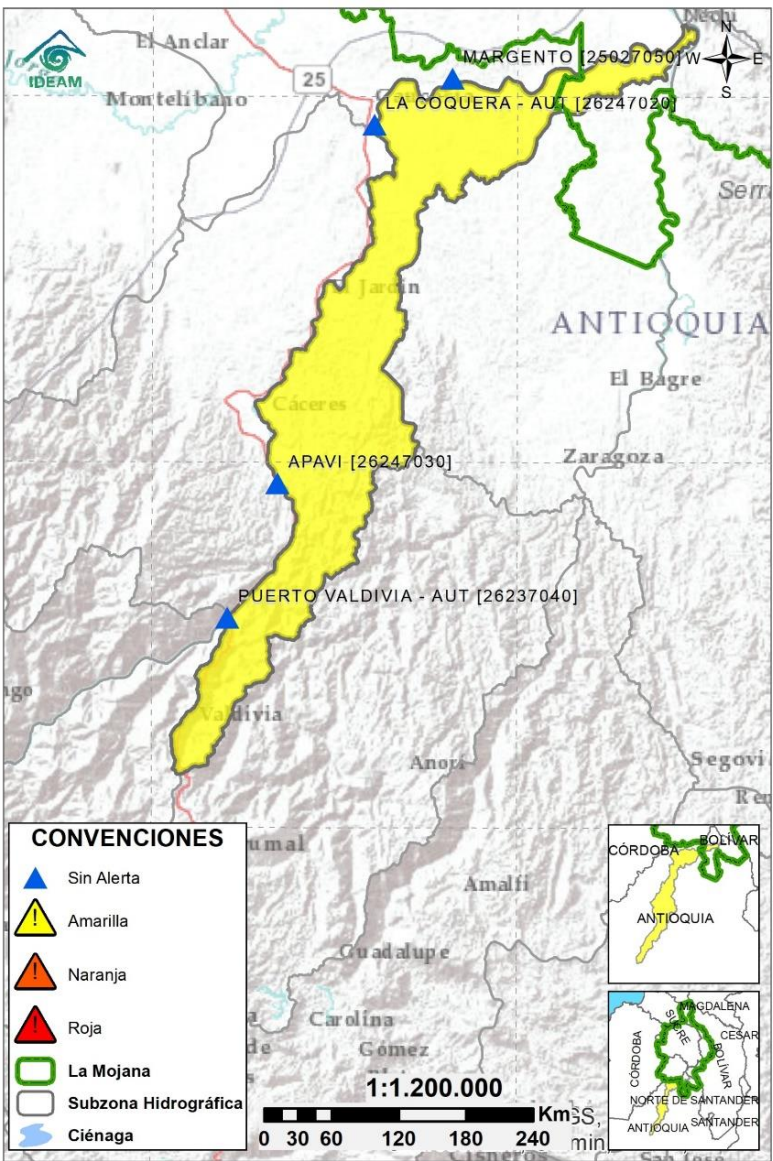 IDEAM
El Anclar
Nechí
N
W
E
S
25
MARGENTO [25027050]
Montelíbano
LA COQUERA - AUT [26247020]
El Jardín
ANTIOQUIA
El Bagre
Cáceres
APAVI [26247030]
Zaragoza
PUERTO VALDIVIA - AUT [26237040]
Valdivia
Anorí
Amalfi
Guadalupe
Carolina
Gómez
CONVENCIONES
Sin Alerta
Amarilla
Naranja
Roja
La Mojana
Subzona Hidrográfica
Ciénaga
1:1.200.000
Km
0 30 60 120 180 240
CÓRDOBA
BOLÍVAR
ANTIOQUIA
MAGDALENA
SUCRE
CESAR
CÓRDOBA
BOLÍVAR
NORTE DE SANTANDER
ANTIOQUIA
SANTANDER